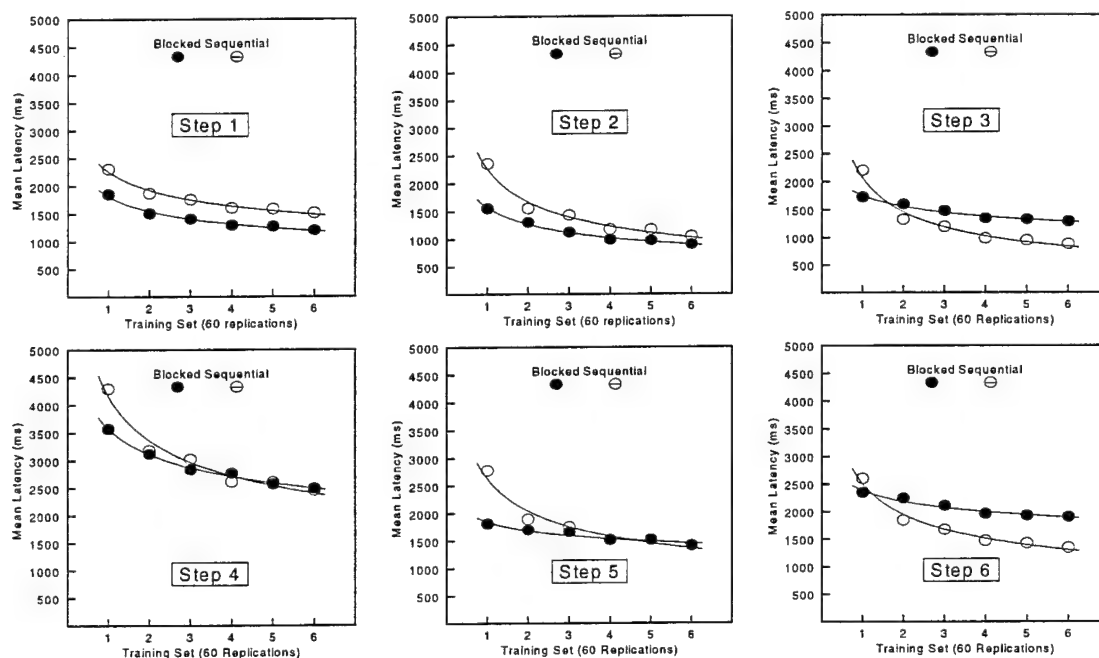 5000
4500
4000
3500
3000
2500
2000
1500
1000
500
Mean Latency (ms)
Blocked Sequential
Step 1
1 2 3 4 5 6
Training Set (60 replications)
5000
4500
4000
3500
3000
2500
2000
1500
1000
500
Mean Latency (ms)
Blocked Sequential
Step 2
1 2 3 4 5 6
Training Set (60 Replications)
5000
4500
4000
3500
3000
2500
2000
1500
1000
500
Mean Latency (ms)
Blocked Sequential
Step 3
1 2 3 4 5 6
Training Set (60 Replications)
5000
4500
4000
3500
3000
2500
2000
1500
1000
500
Mean Latency (ms)
Blocked Sequential
Step 4
1 2 3 4 5 6
Training Set (60 Replications)
5000
4500
4000
3500
3000
2500
2000
1500
1000
500
Mean Latency (ms)
Blocked Sequential
Step 5
1 2 3 4 5 6
Training Set (60 Replications)
5000
4500
4000
3500
3000
2500
2000
1500
1000
500
Mean Latency (ms)
Blocked Sequential
Step 6
1 2 3 4 5 6
Training Set (60 Replications)